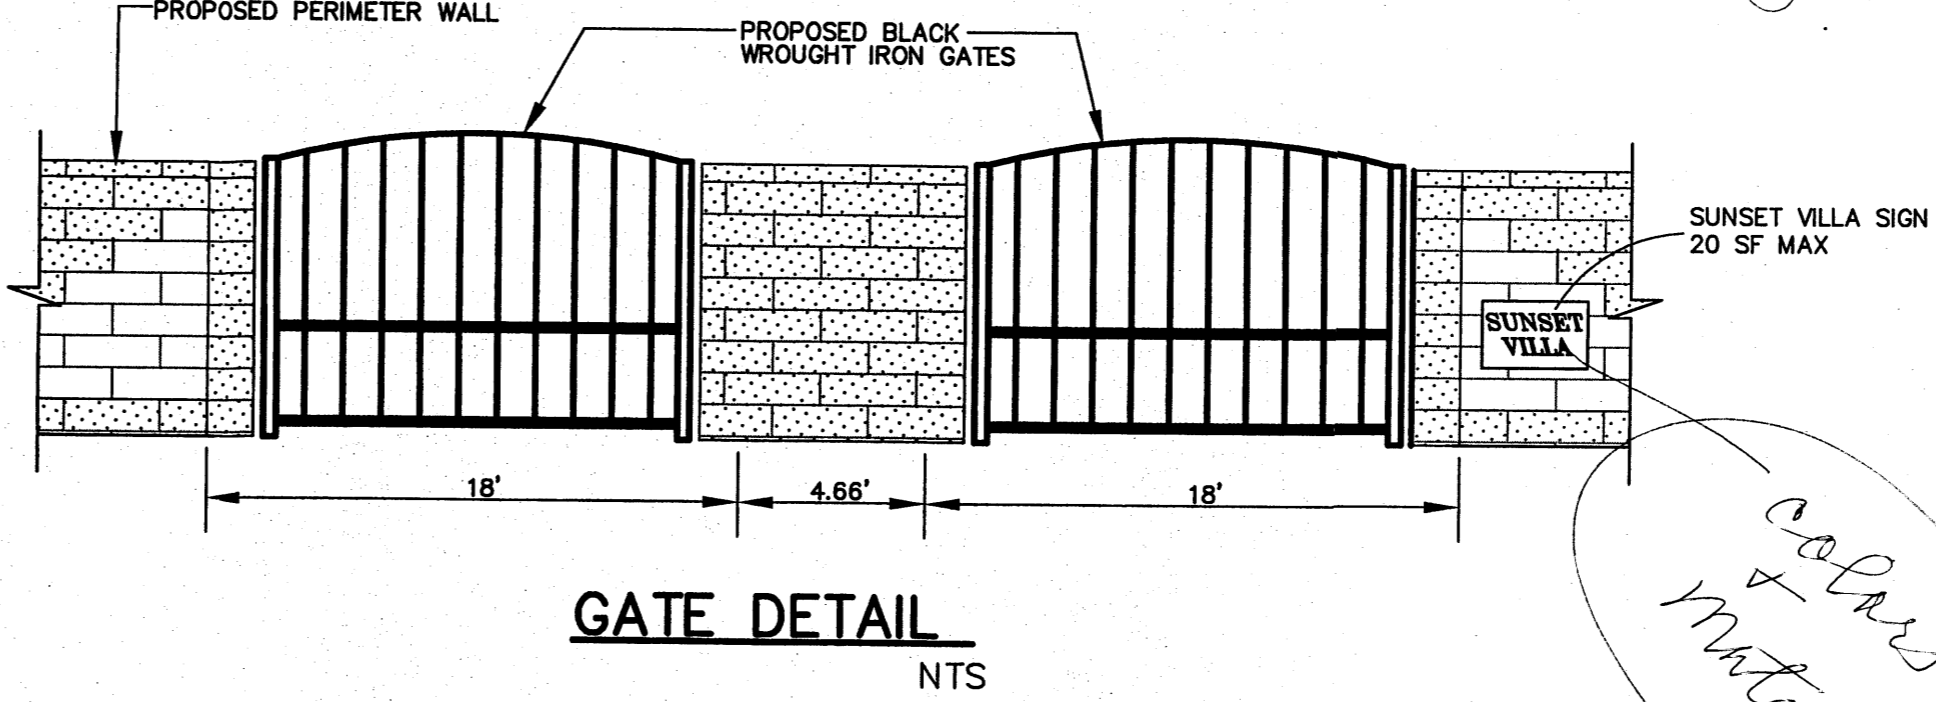 PROPOSED PERIMETER WALL
PROPOSED BLACK
WROUGHT IRON GATES
SUNSET VILLA SIGN
20 SF MAX
SUNSET
VILLA
18'
4.66'
18'
colors
+
GATE DETAIL
NTS